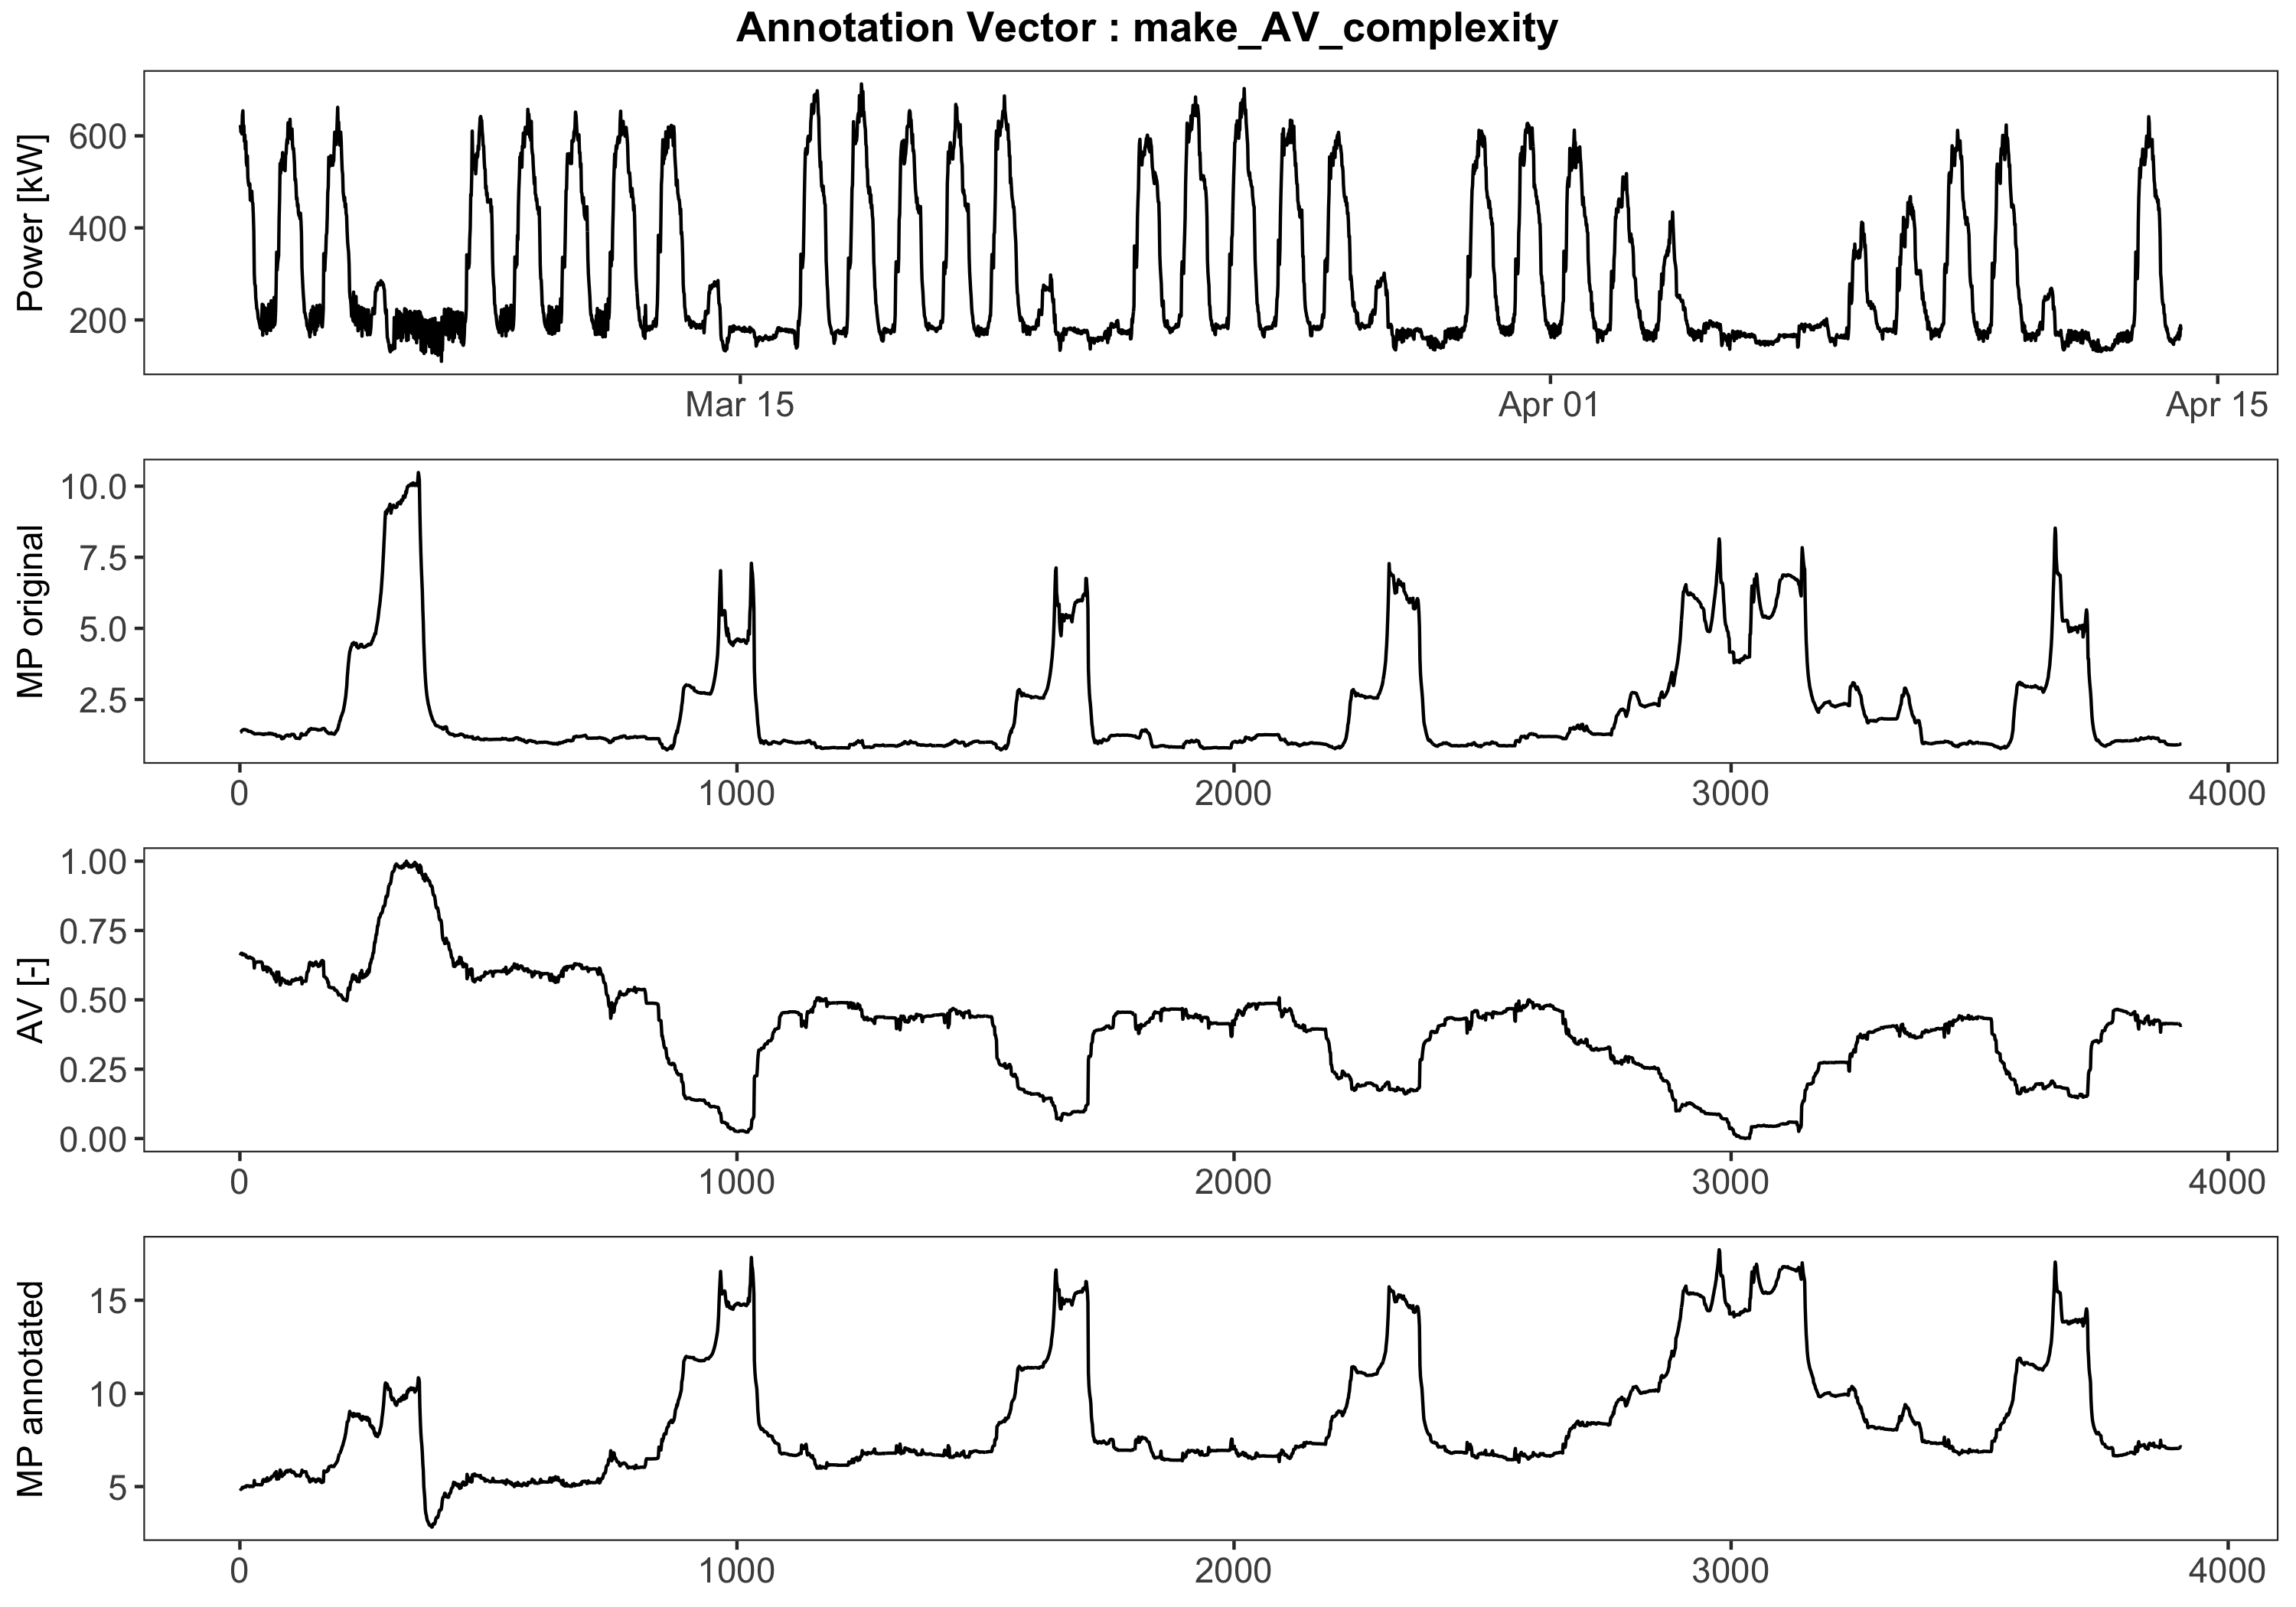 Annotation Vector : make_AV_complexity
Power [kW]
600
400
200
Mar 15 Apr 01 Apr 15
MP original
10.0
7.5
5.0
2.5
0 1000 2000 3000 4000
AV [-]
1.00
0.75
0.50
0.25
0.00
0 1000 2000 3000 4000
MP annotated
15
10
5
0 1000 2000 3000 4000